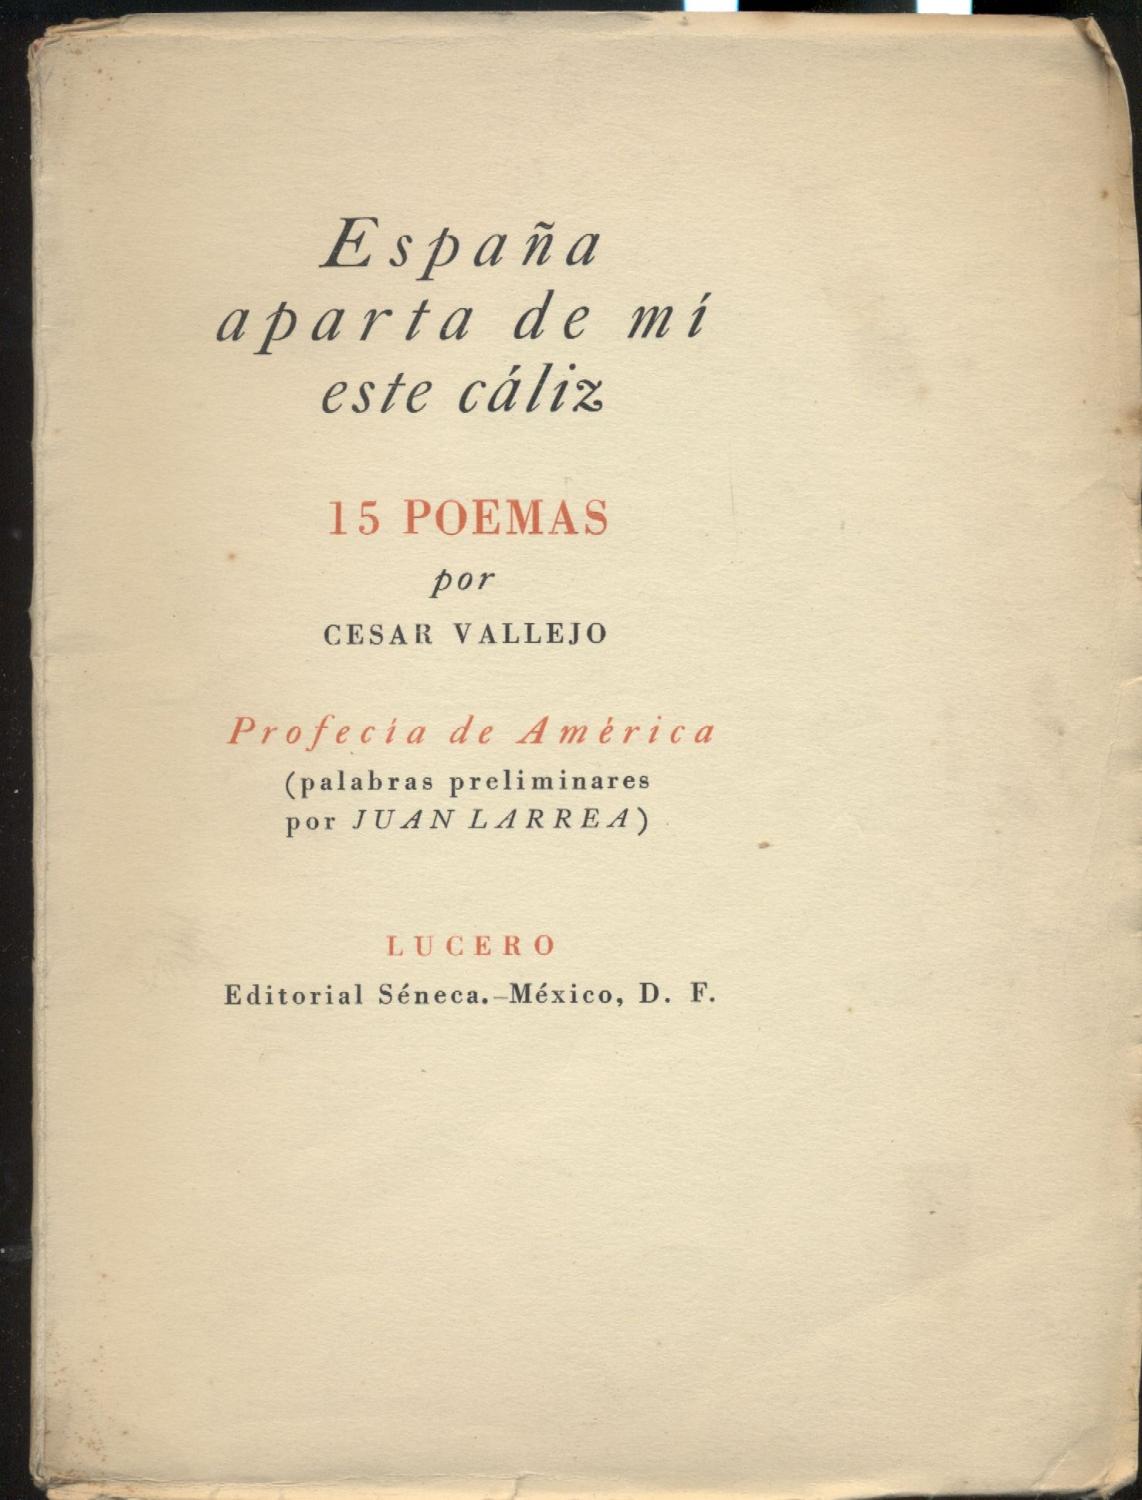 España
aparta de mí
este cáliz
15 POEMAS
por
CESAR VALLEJO
Profecía de América
(palabras preliminares
por JUAN LARREA)
LUCERO
Editorial Séneca.–México, D. F.